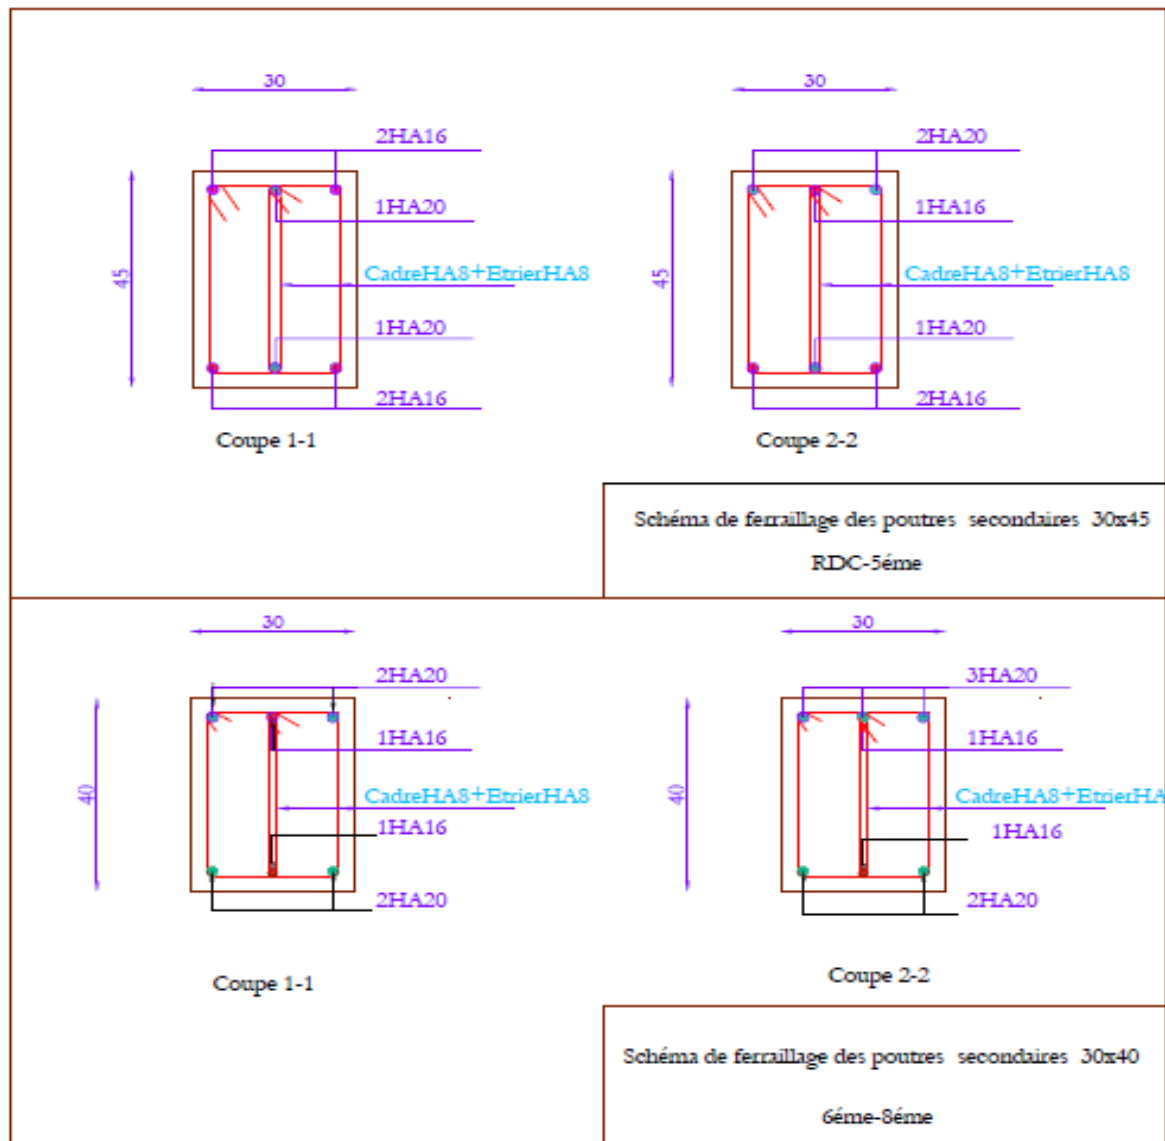 30
30
2HA16
2HA20
1HA20
1HA16
45
CadreHA8+EtrierHA8
45
CadreHA8+EtrierHA8
1HA20
1HA20
2HA16
2HA16
Coupe 1-1
Coupe 2-2
Schéma de ferraillage des poutres secondaires 30x45
RDC-5éme
30
30
2HA20
3HA20
1HA16
1HA16
40
CadreHA8+EtrierHA8
40
CadreHA8+EtrierHA
1HA16
1HA16
2HA20
2HA20
Coupe 1-1
Coupe 2-2
Schéma de ferraillage des poutres secondaires 30x40
6éme-8éme